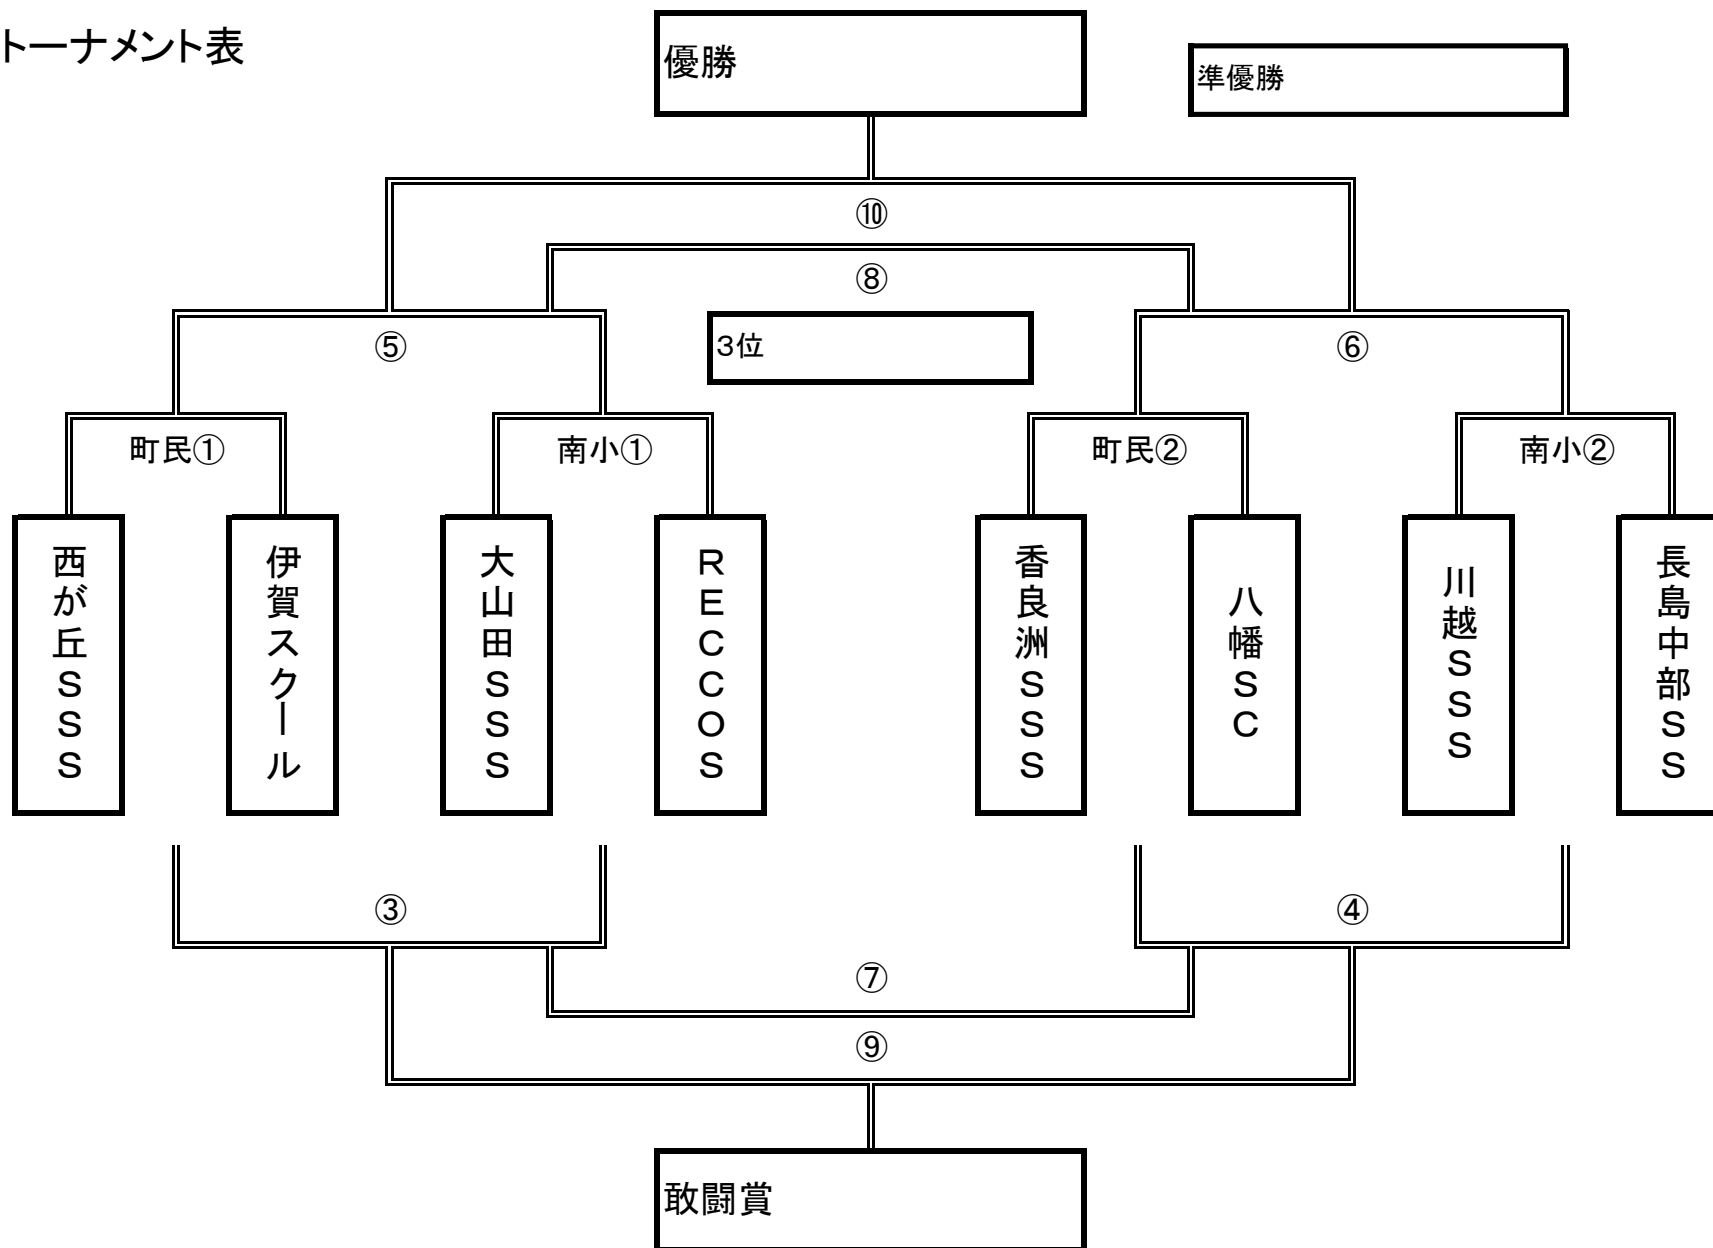 トーナメント表
優勝
準優勝
⑩
⑧
⑤
3位
⑥
町民①
南小①
町民②
南小②
西が丘SSS
伊賀スクール
大山田SSS
RECCOS
香良洲SSS
八幡SC
川越SSS
長島中部SS
③
④
⑦
⑨
敢闘賞